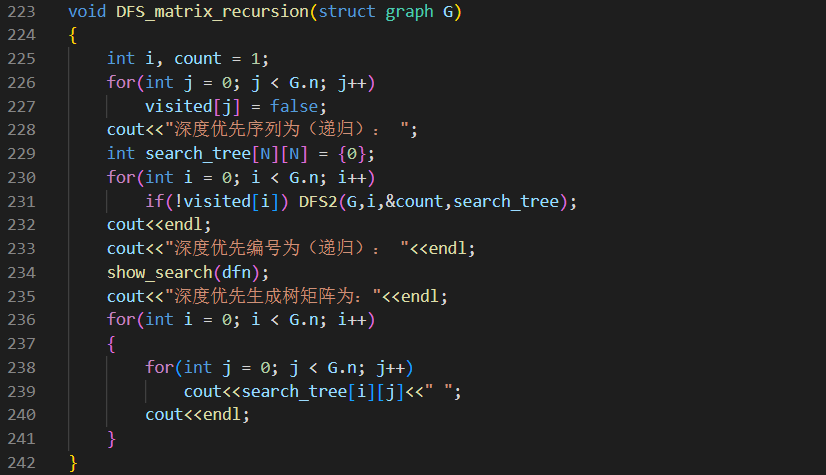 223 void DFS_matrix_recursion(struct graph G)
224 {
225     int i, count = 1;
226     for(int j = 0; j < G.n; j++)
227         visited[j] = false;
228     cout<<"深度优先序列为（递归）： ";
229     int search_tree[N][N] = {0};
230     for(int i = 0; i < G.n; i++)
231         if(!visited[i]) DFS2(G,i,&count,search_tree);
232     cout<<endl;
233     cout<<"深度优先编号为（递归）： "<<endl;
234     show_search(dfn);
235     cout<<"深度优先生成树矩阵为："<<endl;
236     for(int i = 0; i < G.n; i++)
237     {
238         for(int j = 0; j < G.n; j++)
239             cout<<search_tree[i][j]<<" ";
240         cout<<endl;
241     }
242 }